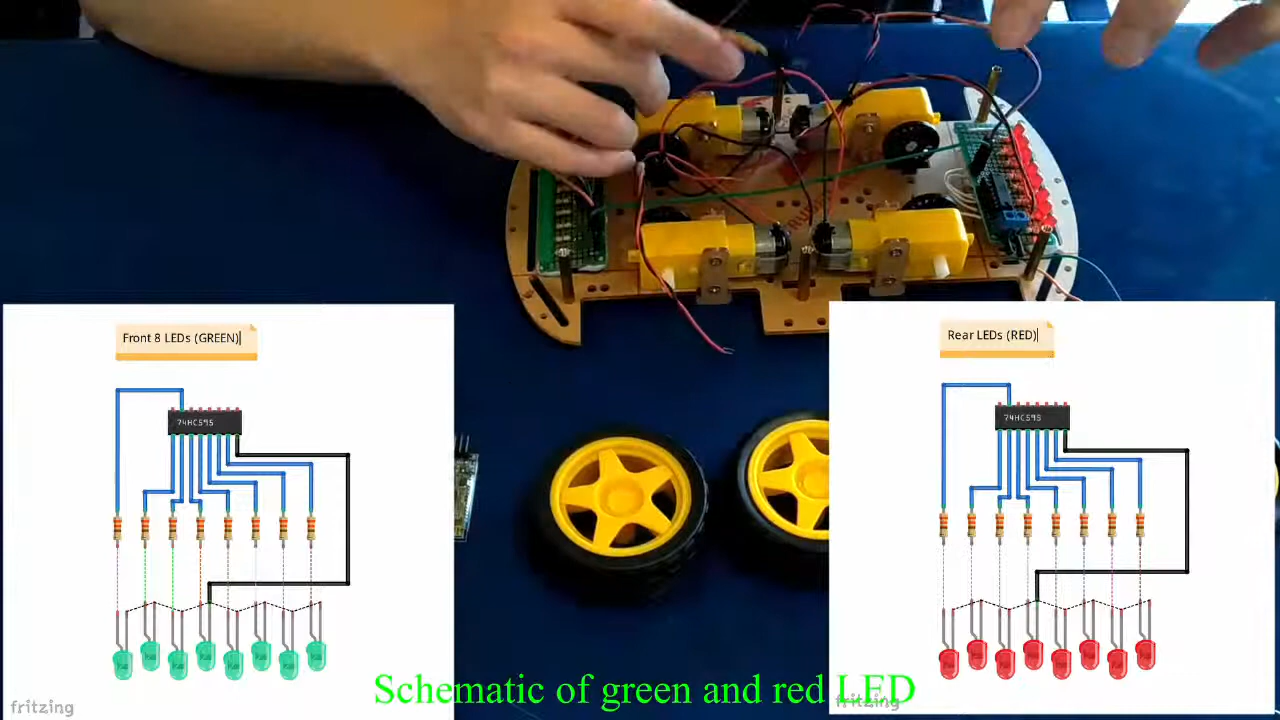 Front 8 LEDs (GREEN)
74HC595
fritzing
Rear LEDs (RED)
74HC595
fritzing
Schematic of green and red LED